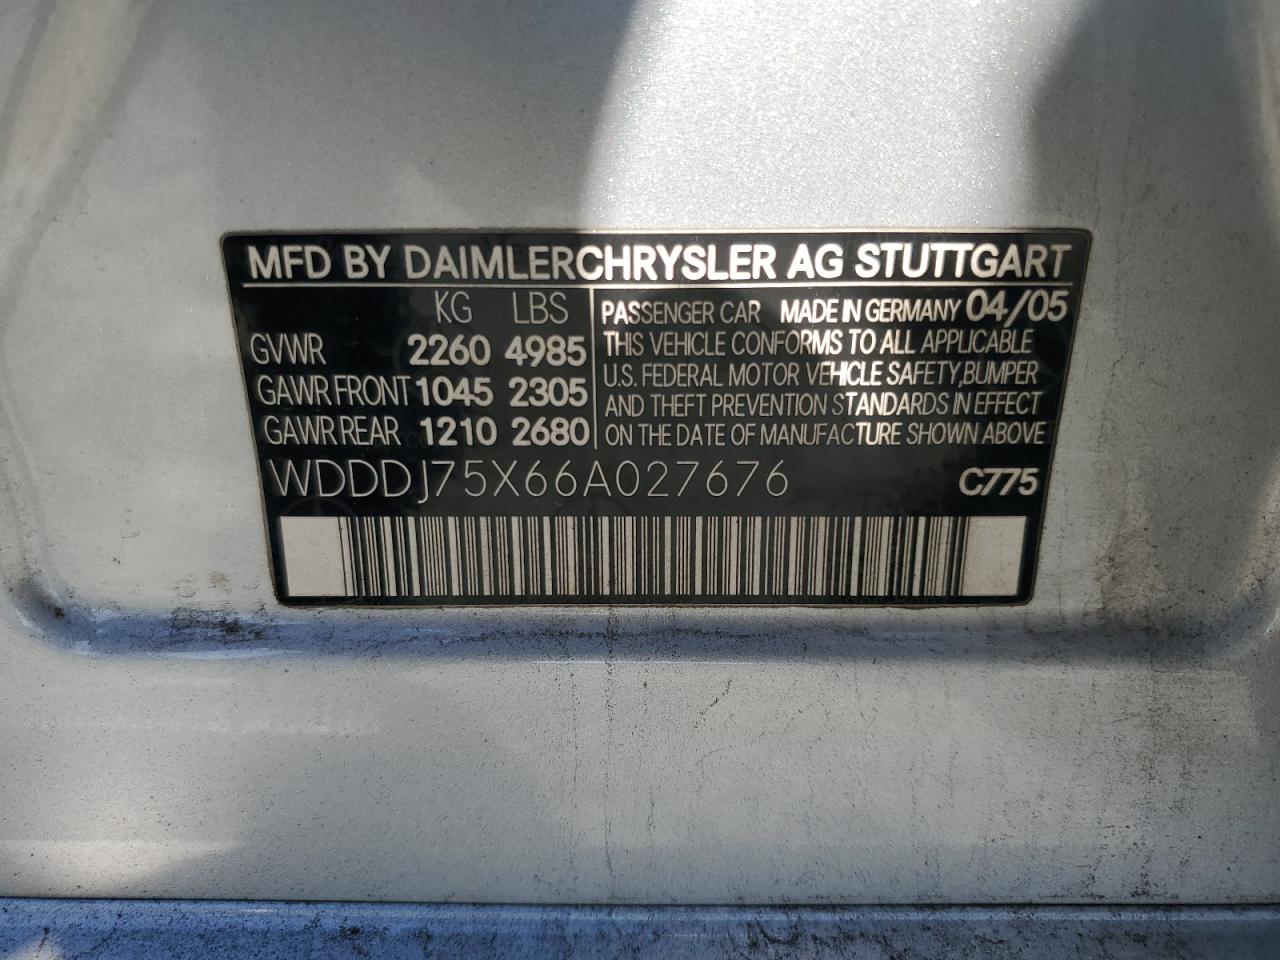 MFD BY DAIMLERCHRYSLER AG STUTTGART
KG LBS
GVWR 2260 4985
GAWR FRONT 1045 2305
GAWR REAR 1210 2680
PASSENGER CAR MADE IN GERMANY 04/05
THIS VEHICLE CONFORMS TO ALL APPLICABLE
U.S. FEDERAL MOTOR VEHICLE SAFETY, BUMPER
AND THEFT PREVENTION STANDARDS IN EFFECT
ON THE DATE OF MANUFACTURE SHOWN ABOVE
WDDDJ75X66A027676 C775